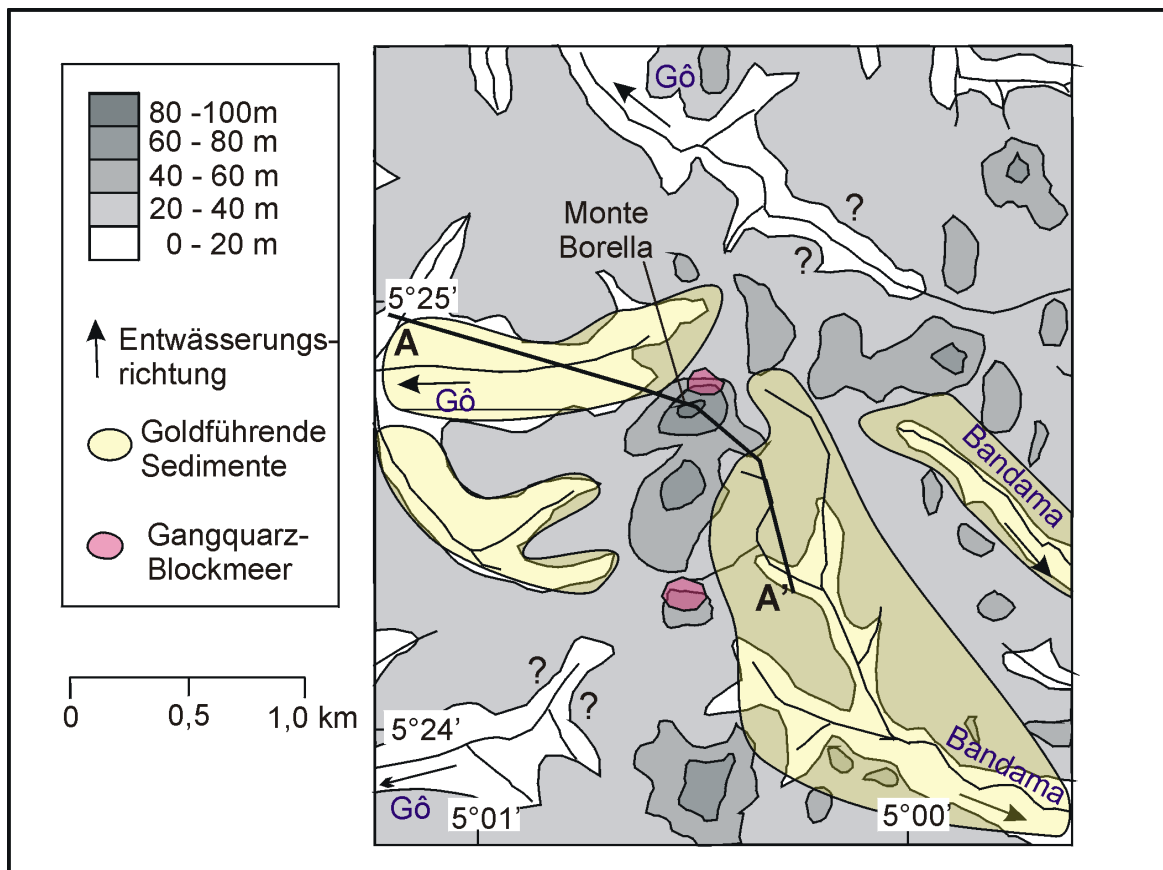 80 -100m
60 - 80 m
40 - 60 m
20 - 40 m
0 - 20 m
Entwässerungs-
richtung
Goldführende
Sedimente
Gangquarz-
Blockmeer
0
0,5
1,0 km
Gô
Monte
Borella
?
?
5°25’
A
Gô
Bandama
A’
?
?
5°24’
Bandama
Gô
5°01’
5°00’